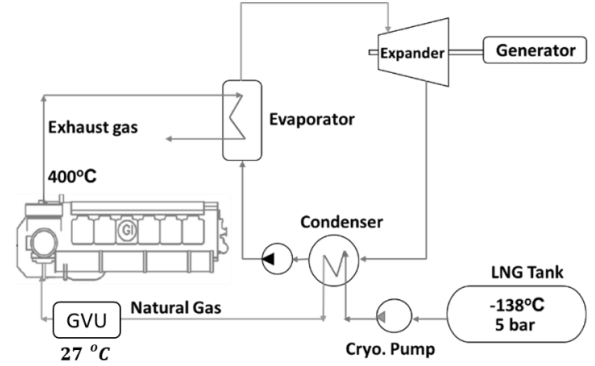 Expander
Generator
Exhaust gas
Evaporator
400°C
GI
Condenser
LNG Tank
-138°C
5 bar
Natural Gas
GVU
27 °C
Cryo. Pump